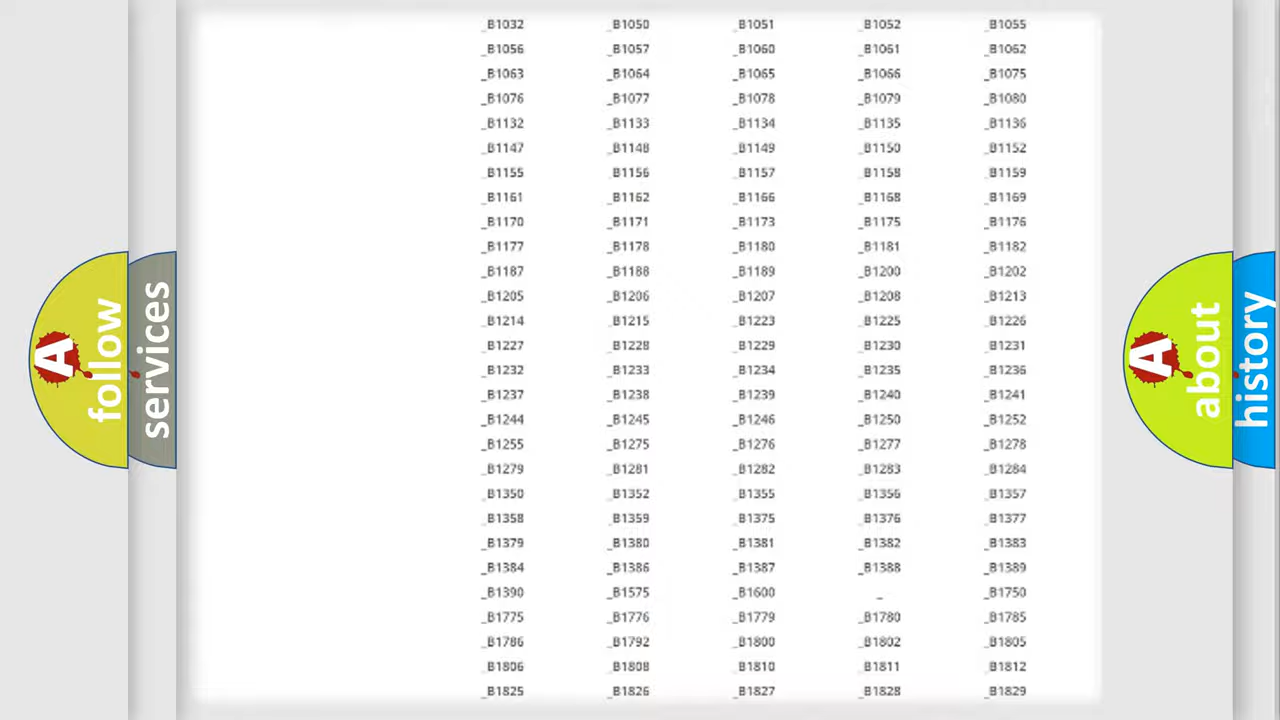 _B1032 _B1050 _B1051 _B1052 _B1055
_B1056 _B1057 _B1060 _B1061 _B1062
_B1063 _B1064 _B1065 _B1066 _B1075
_B1076 _B1077 _B1078 _B1079 _B1080
_B1132 _B1133 _B1134 _B1135 _B1136
_B1147 _B1148 _B1149 _B1150 _B1152
_B1155 _B1156 _B1157 _B1158 _B1159
_B1161 _B1162 _B1166 _B1168 _B1169
_B1170 _B1171 _B1173 _B1175 _B1176
_B1177 _B1178 _B1180 _B1181 _B1182
_B1187 _B1188 _B1189 _B1200 _B1202
_B1205 _B1206 _B1207 _B1208 _B1213
_B1214 _B1215 _B1223 _B1225 _B1226
_B1227 _B1228 _B1229 _B1230 _B1231
_B1232 _B1233 _B1234 _B1235 _B1236
_B1237 _B1238 _B1239 _B1240 _B1241
_B1244 _B1245 _B1246 _B1250 _B1252
_B1255 _B1275 _B1276 _B1277 _B1278
_B1279 _B1281 _B1282 _B1283 _B1284
_B1350 _B1352 _B1355 _B1356 _B1357
_B1358 _B1359 _B1375 _B1376 _B1377
_B1379 _B1380 _B1381 _B1382 _B1383
_B1384 _B1386 _B1387 _B1388 _B1389
_B1390 _B1575 _B1600 _ _B1750
_B1775 _B1776 _B1779 _B1780 _B1785
_B1786 _B1792 _B1800 _B1802 _B1805
_B1806 _B1808 _B1810 _B1811 _B1812
_B1825 _B1826 _B1827 _B1828 _B1829
A
follow
services
A
about
history